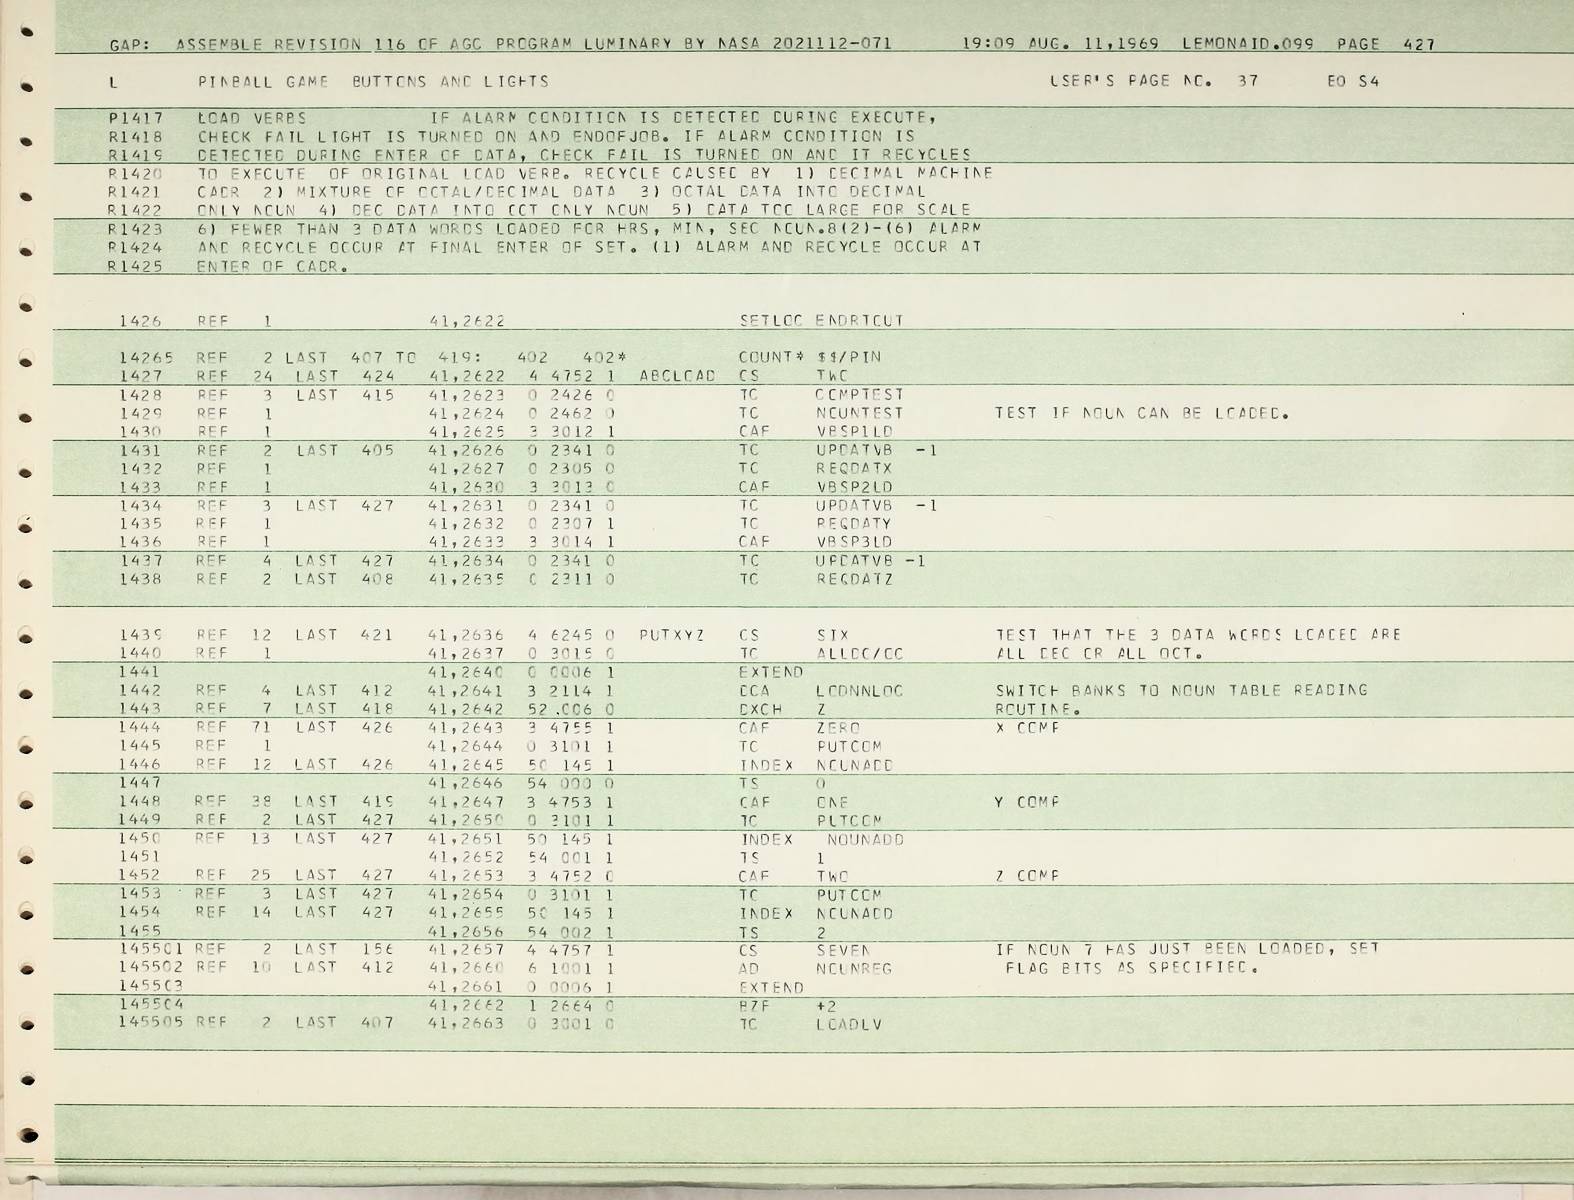 GAP: ASSEMBLE REVISION 116 OF AGC PROGRAM LUMINARY BY NASA 2021112-071 19:09 AUG. 11,1969 LEMONAID.099 PAGE 427
L PINBALL GAME BUTTONS AND LIGHTS USER'S PAGE NO. 37 E0 S4
P1417 LOAD VERBS IF ALARM CONDITION IS DETECTED DURING EXECUTE,
R1418 CHECK FAIL LIGHT IS TURNED ON AND ENDOFJOB. IF ALARM CONDITION IS
R1419 DETECTED DURING ENTER OF DATA, CHECK FAIL IS TURNED ON AND IT RECYCLES
R1420 TO EXECUTE OF ORIGINAL LOAD VERB. RECYCLE CAUSED BY 1) DECIMAL MACHINE
R1421 CADR 2) MIXTURE OF OCTAL/DECIMAL DATA 3) OCTAL DATA INTO DECIMAL
R1422 ONLY NOUN 4) DEC DATA INTO OCT ONLY NOUN 5) DATA TOO LARGE FOR SCALE
R1423 6) FEWER THAN 3 DATA WORDS LOADED FOR HRS, MIN, SEC NOUN.8(2)-(6) ALARM
R1424 AND RECYCLE OCCUR AT FINAL ENTER OF SET. (1) ALARM AND RECYCLE OCCUR AT
R1425 ENTER OF CADR.
1426 REF 1 41,2622 SETLOC ENDRTOUT
14265 REF 2 LAST 407 TO 419: 402 402* COUNT* $$/PIN
1427 REF 24 LAST 424 41,2622 4 4752 1 ABCLOAD CS TWO
1428 REF 3 LAST 415 41,2623 0 2426 0 TC COMPTEST
1429 REF 1 41,2624 0 2462 0 TC NOUNTEST TEST IF NOUN CAN BE LOADED.
1430 REF 1 41,2625 3 3012 1 CAF VBSP1LD
1431 REF 2 LAST 405 41,2626 0 2341 0 TC UPDATVB -1
1432 REF 1 41,2627 0 2305 0 TC REQDATX
1433 REF 1 41,2630 3 3013 0 CAF VBSP2LD
1434 REF 3 LAST 427 41,2631 0 2341 0 TC UPDATVB -1
1435 REF 1 41,2632 0 2307 1 TC REQDATY
1436 REF 1 41,2633 3 3014 1 CAF VBSP3LD
1437 REF 4 LAST 427 41,2634 0 2341 0 TC UPDATVB -1
1438 REF 2 LAST 408 41,2635 0 2311 0 TC REQDATZ
1439 REF 12 LAST 421 41,2636 4 6245 0 PUTXYZ CS SIX TEST THAT THE 3 DATA WORDS LOADED ARE
1440 REF 1 41,2637 0 3015 0 TC ALLDC/OC ALL DEC OR ALL OCT.
1441 41,2640 0 0006 1 EXTEND
1442 REF 4 LAST 412 41,2641 3 2114 1 DCA LODNNLOC SWITCH BANKS TO NOUN TABLE READING
1443 REF 7 LAST 418 41,2642 52 006 0 DXCH Z ROUTINE.
1444 REF 71 LAST 426 41,2643 3 4755 1 CAF ZERO X COMP
1445 REF 1 41,2644 0 3101 1 TC PUTCOM
1446 REF 12 LAST 426 41,2645 50 145 1 INDEX NOUNADD
1447 41,2646 54 000 0 TS 0
1448 REF 38 LAST 419 41,2647 3 4753 1 CAF ONE Y COMP
1449 REF 2 LAST 427 41,2650 0 3101 1 TC PUTCOM
1450 REF 13 LAST 427 41,2651 50 145 1 INDEX NOUNADD
1451 41,2652 54 001 1 TS 1
1452 REF 25 LAST 427 41,2653 3 4752 0 CAF TWO Z COMP
1453 REF 3 LAST 427 41,2654 0 3101 1 TC PUTCOM
1454 REF 14 LAST 427 41,2655 50 145 1 INDEX NOUNADD
1455 41,2656 54 002 1 TS 2
145501 REF 2 LAST 156 41,2657 4 4757 1 CS SEVEN IF NOUN 7 HAS JUST BEEN LOADED, SET
145502 REF 10 LAST 412 41,2660 6 1001 1 AD NOUNREG FLAG BITS AS SPECIFIED.
145503 41,2661 0 0006 1 EXTEND
145504 41,2662 1 2664 0 BZF +2
145505 REF 2 LAST 407 41,2663 0 3001 0 TC LOADLV